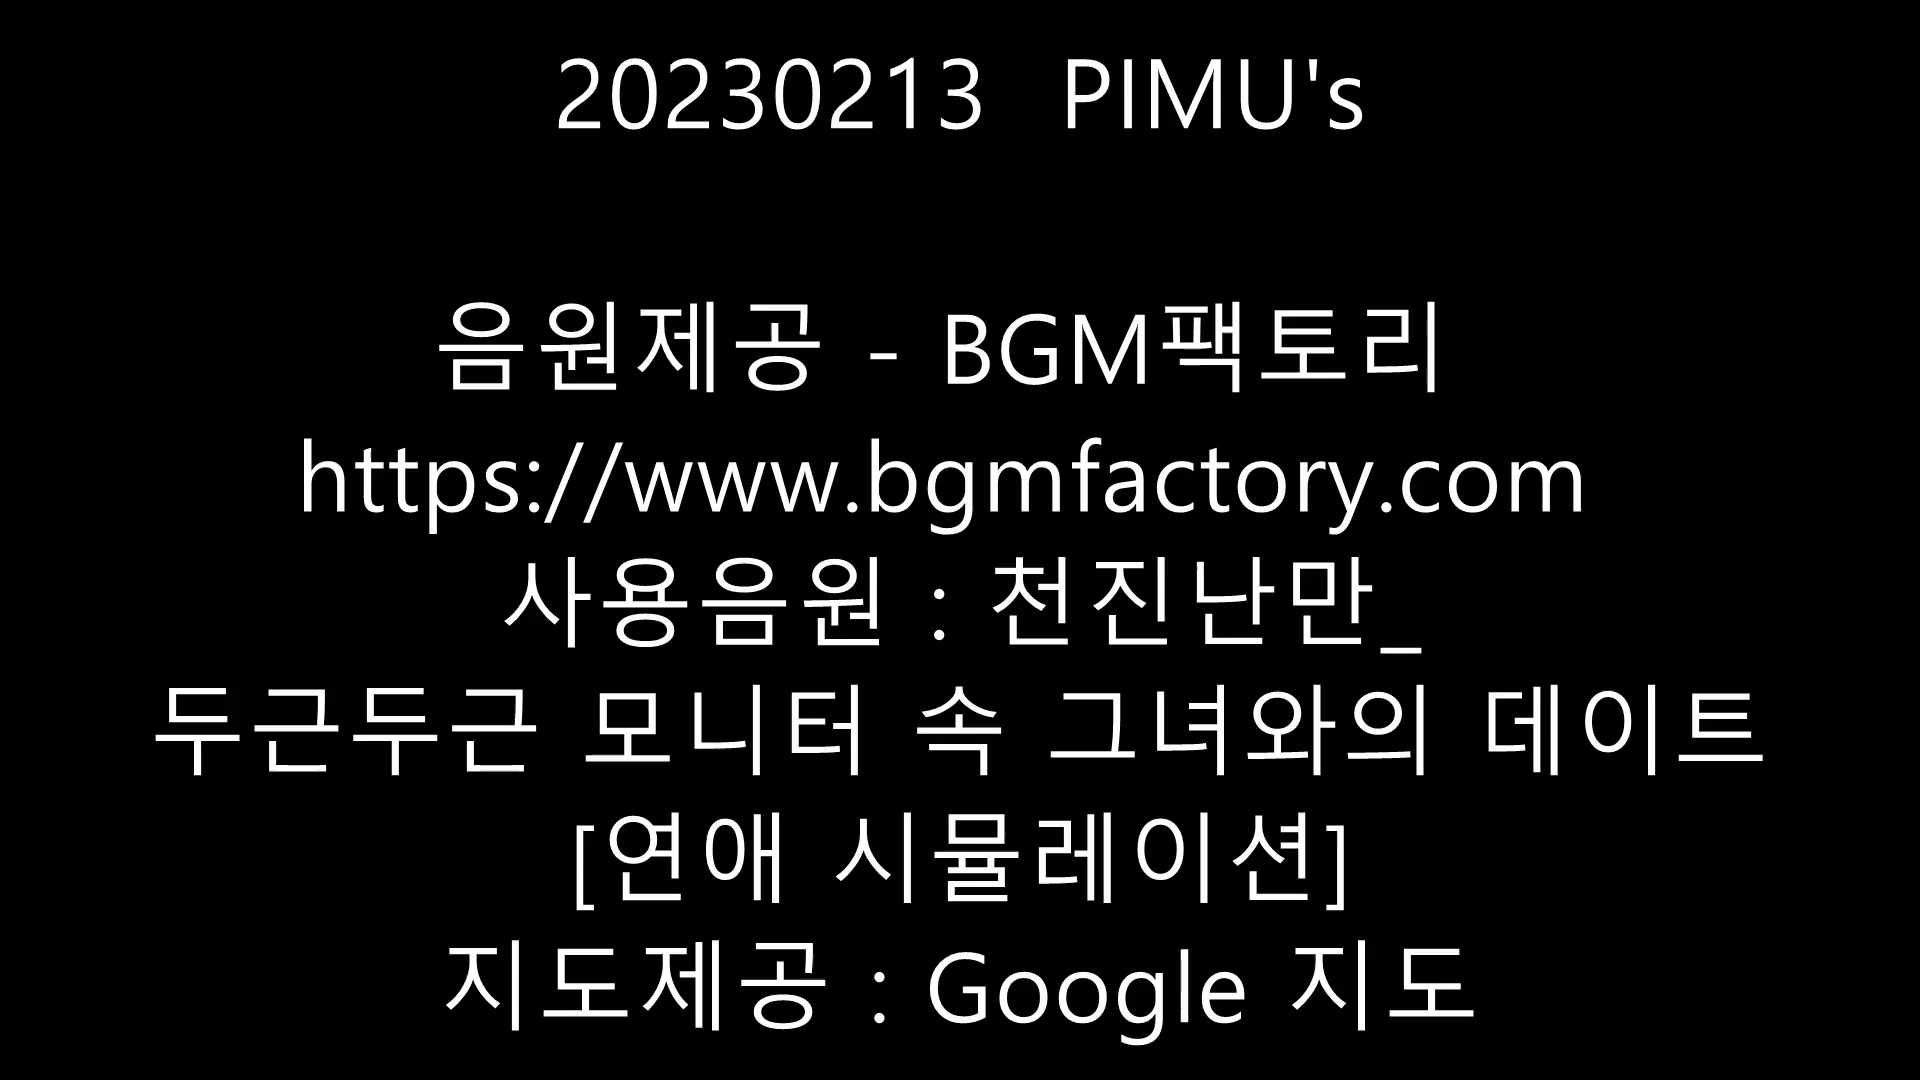 20230213 PIMU's
음원제공 - BGM팩토리
https://www.bgmfactory.com
사용음원 : 천진난만_
두근두근 모니터 속 그녀와의 데이트
[연애 시뮬레이션]
지도제공 : Google 지도